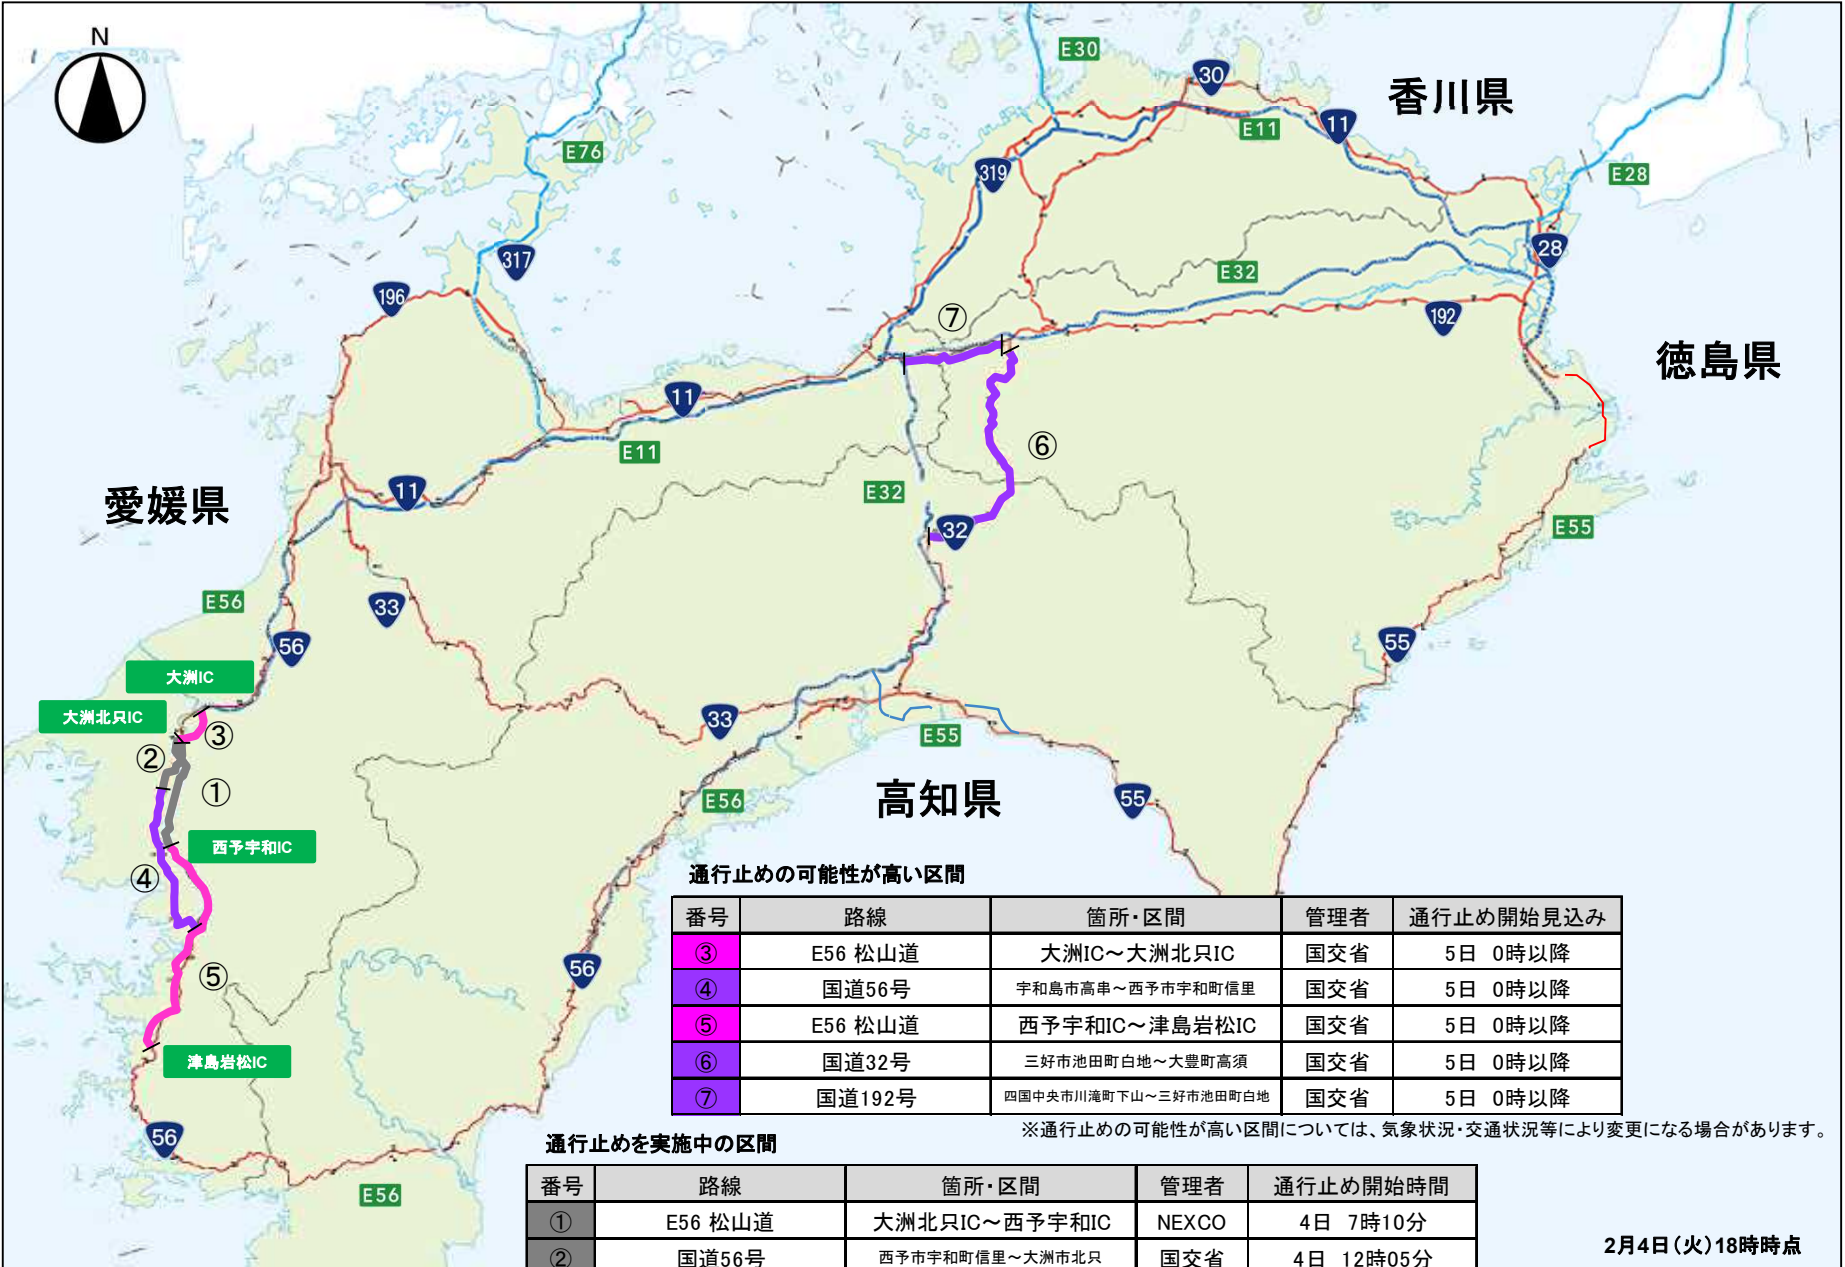 N
E30
30
香川県
11
E11
E76
319
E28
317
28
E32
196
⑦
192
徳島県
11
⑥
E11
愛媛県
11
E32
32
E55
E56
33
56
55
大洲IC
大洲北只IC
③
33
E55
②
①
高知県
55
E56
西予宇和IC
④
⑤
56
津島岩松IC
56
E56
通行止めの可能性が高い区間
番号 路線 箇所・区間 管理者 通行止め開始見込み
③ E56 松山道 大洲IC～大洲北只IC 国交省 5日 0時以降
④ 国道56号 宇和島市高串～西予市宇和町信里 国交省 5日 0時以降
⑤ E56 松山道 西予宇和IC～津島岩松IC 国交省 5日 0時以降
⑥ 国道32号 三好市池田町白地～大豊町高須 国交省 5日 0時以降
⑦ 国道192号 四国中央市川滝町下山～三好市池田町白地 国交省 5日 0時以降
※通行止めの可能性が高い区間については、気象状況・交通状況等により変更になる場合があります。
通行止めを実施中の区間
番号 路線 箇所・区間 管理者 通行止め開始時間
① E56 松山道 大洲北只IC～西予宇和IC NEXCO 4日 7時10分
② 国道56号 西予市宇和町信里～大洲市北只 国交省 4日 12時05分
2月4日（火）18時時点